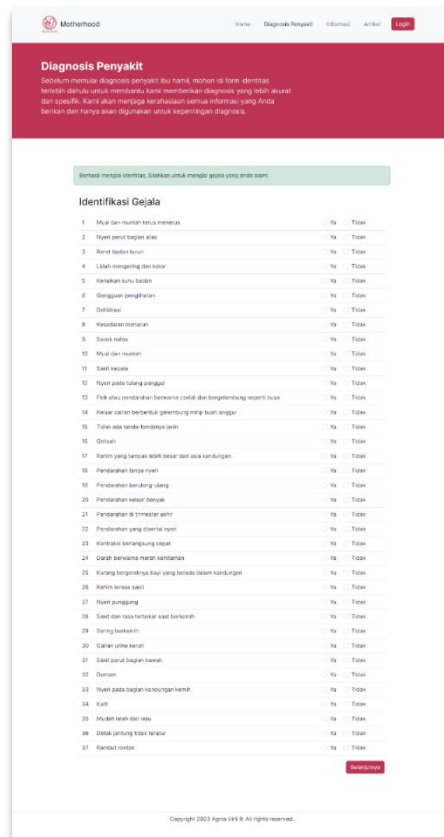 Motherhood
Home Diagnosis Penyakit Informasi Artikel Login
Diagnosis Penyakit
Sebelum memulai diagnosis penyakit ibu hamil, mohon isi form identitas
terlebih dahulu untuk membantu kami memberikan diagnosis yang lebih akurat
dan spesifik. Kami akan menjaga kerahasiaan semua informasi yang Anda
berikan dan hanya akan digunakan untuk kepentingan diagnosis.
Berhasil mengisi identitas, Silahkan untuk mengisi gejala yang anda alami
Identifikasi Gejala
1 Mual dan muntah terus menerus Ya Tidak
2 Nyeri perut bagian atas Ya Tidak
3 Berat badan turun Ya Tidak
4 Lidah mengering dan kotor Ya Tidak
5 Kenaikan suhu badan Ya Tidak
6 Gangguan penglihatan Ya Tidak
7 Dehidrasi Ya Tidak
8 Kesadaran menurun Ya Tidak
9 Sesak nafas Ya Tidak
10 Mual dan muntah Ya Tidak
11 Sakit kepala Ya Tidak
12 Nyeri pada tulang panggul Ya Tidak
13 Flek atau pendarahan berwarna coklat dan bergelembung seperti busa Ya Tidak
14 Keluar cairan berbentuk gelembung mirip buah anggur Ya Tidak
15 Tidak ada tanda-tandanya janin Ya Tidak
16 Gelisah Ya Tidak
17 Rahim yang tampak lebih besar dari usia kandungan Ya Tidak
18 Pendarahan tanpa nyeri Ya Tidak
19 Pendarahan berulang-ulang Ya Tidak
20 Pendarahan keluar banyak Ya Tidak
21 Pendarahan di trimester akhir Ya Tidak
22 Pendarahan yang disertai nyeri Ya Tidak
23 Kontraksi berlangsung cepat Ya Tidak
24 Darah berwarna merah kehitaman Ya Tidak
25 Kurang bergeraknya bayi yang berada dalam kandungan Ya Tidak
26 Rahim terasa sakit Ya Tidak
27 Nyeri punggung Ya Tidak
28 Sakit dan rasa terbakar saat berkemih Ya Tidak
29 Sering berkemih Ya Tidak
30 Cairan urine keruh Ya Tidak
31 Sakit perut bagian bawah Ya Tidak
32 Demam Ya Tidak
33 Nyeri pada bagian kandungan kemih Ya Tidak
34 Kulit Ya Tidak
35 Mudah lelah dan lesu Ya Tidak
36 Detak jantung tidak teratur Ya Tidak
37 Rambut rontok Ya Tidak
Selanjutnya
Copyright 2023 Agnia Vini R. All rights reserved.